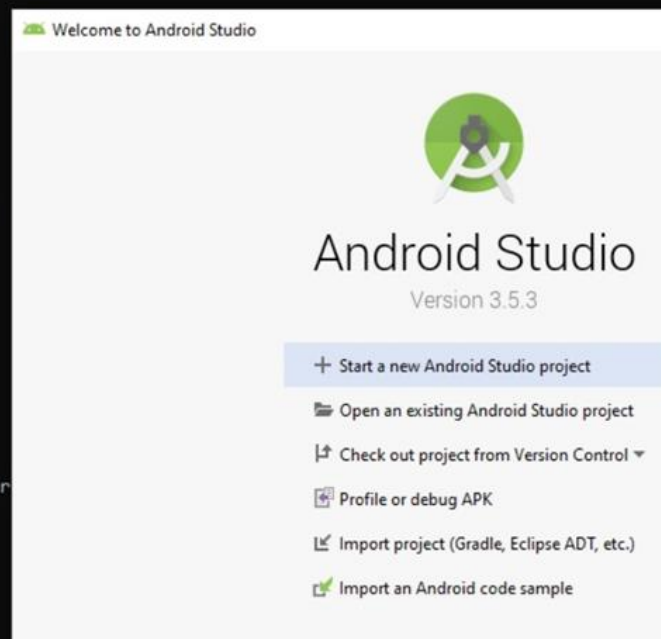 Welcome to Android Studio
Android Studio
Version 3.5.3
Start a new Android Studio project
Open an existing Android Studio project
Check out project from Version Control
r
Profile or debug APK
Import project (Gradle, Eclipse ADT, etc.)
Import an Android code sample